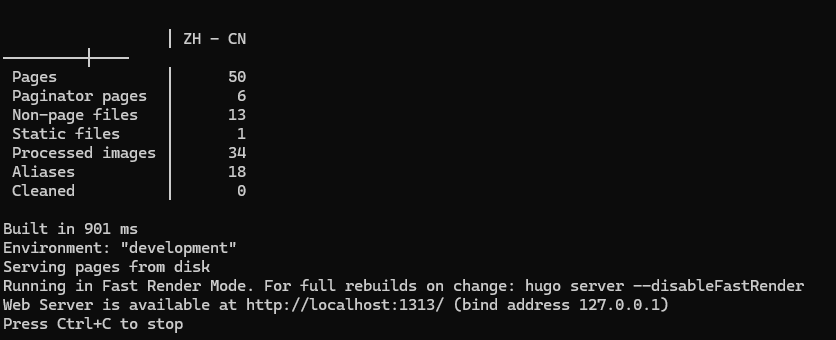 | ZH - CN
Pages | 50
Paginator pages | 6
Non-page files | 13
Static files | 1
Processed images | 34
Aliases | 18
Cleaned | 0
Built in 901 ms
Environment: "development"
Serving pages from disk
Running in Fast Render Mode. For full rebuilds on change: hugo server --disableFastRender
Web Server is available at http://localhost:1313/ (bind address 127.0.0.1)
Press Ctrl+C to stop